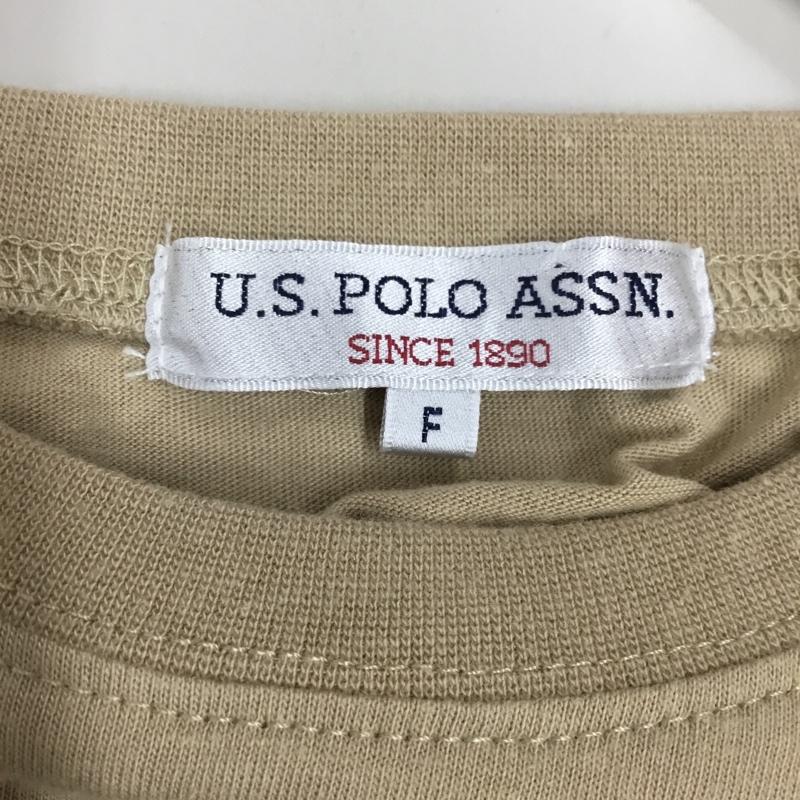 U.S. POLO ASSN.
SINCE 1890
F